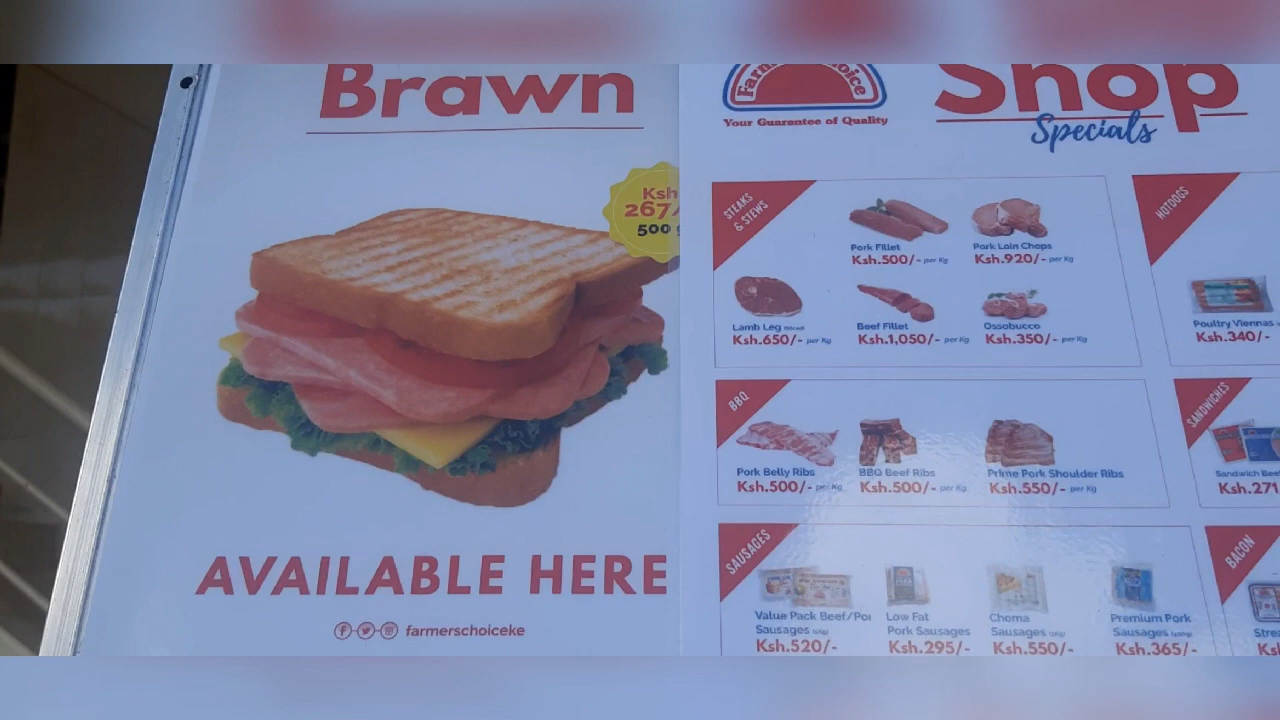 Brawn
Ksh
267/
500 g
AVAILABLE HERE
farmerschoiceke
Your Guarantee of Quality
Shop
Specials
STEAKS
& STEWS
Pork Fillet
Ksh.500/- per Kg
Pork Loin Chops
Ksh.920/- per Kg
Lamb Leg
Ksh.650/- per Kg
Beef Fillet
Ksh.1,050/- per Kg
Ossobucco
Ksh.350/- per Kg
HOTDOGS
Poultry Viennas
Ksh.340/-
BBQ
Pork Belly Ribs
Ksh.500/- per Kg
BBQ Beef Ribs
Ksh.500/- per Kg
Prime Pork Shoulder Ribs
Ksh.550/- per Kg
SANDWICHES
Sandwich Beef
Ksh.271
SAUSAGES
Value Pack Beef/Por
Sausages (1Kg)
Ksh.520/-
Low Fat
Pork Sausages
Ksh.295/-
Choma
Sausages (1Kg)
Ksh.550/-
Premium Pork
Sausages
Ksh.365/-
BACON
Strea
Ksh